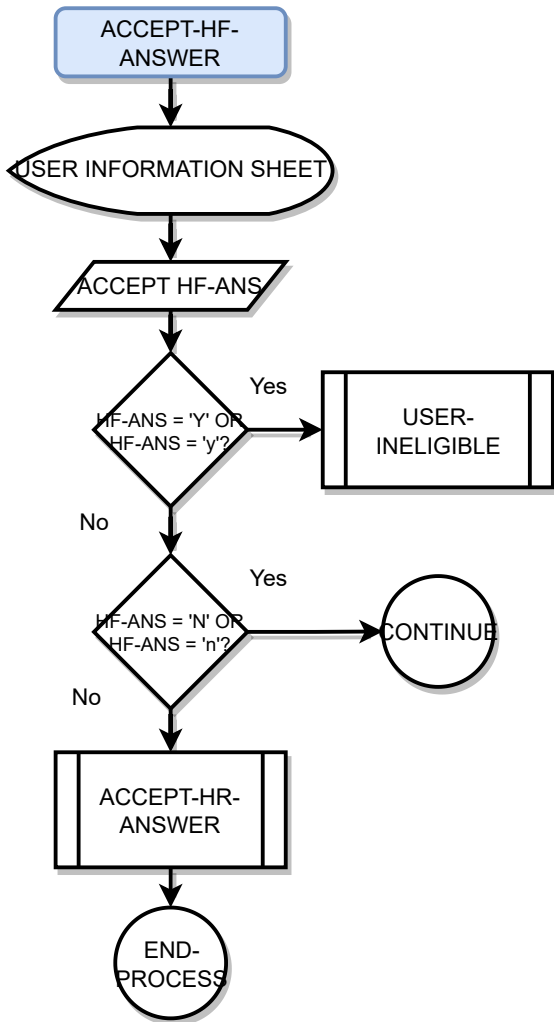 ACCEPT-HF-
ANSWER
USER INFORMATION SHEET
ACCEPT HF-ANS
Yes
HF-ANS = 'Y' OR
HF-ANS = 'y'?
USER-
INELIGIBLE
No
Yes
HF-ANS = 'N' OR
HF-ANS = 'n'?
CONTINUE
No
ACCEPT-HR-
ANSWER
END-
PROCESS